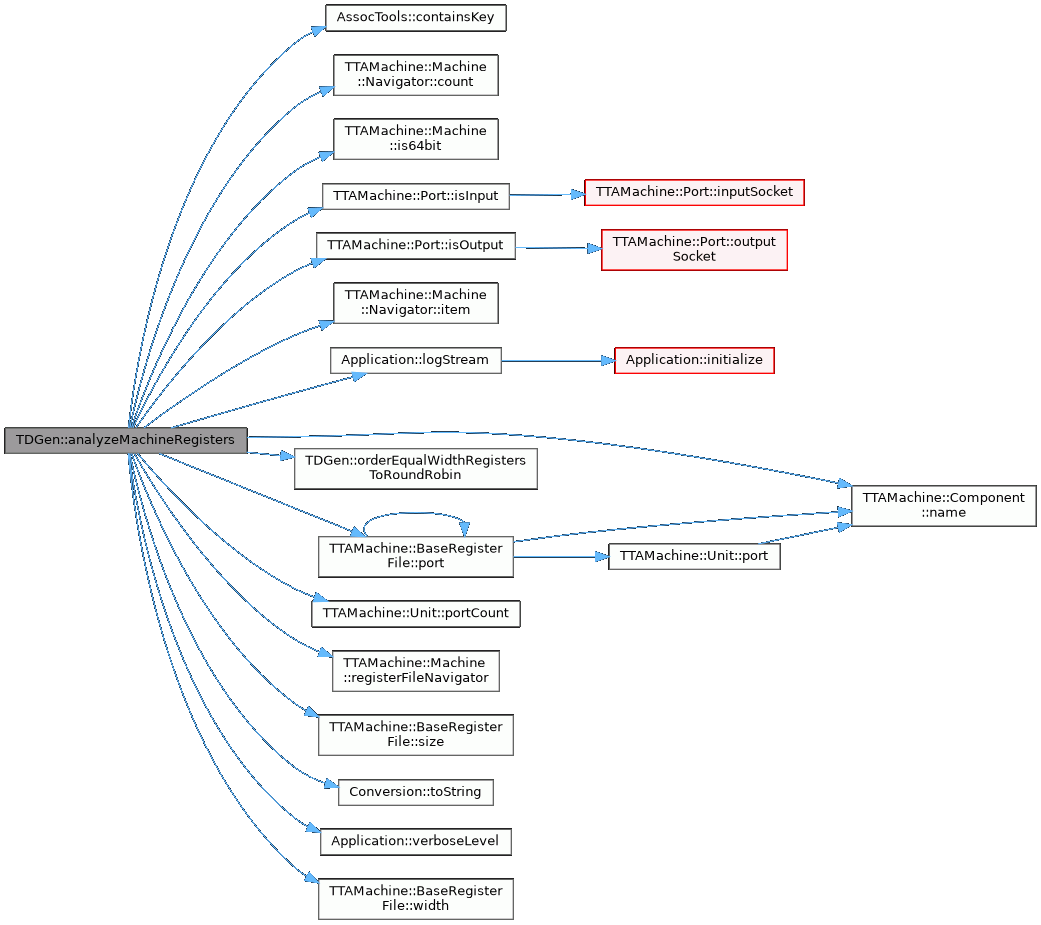 AssocTools::containsKey
TTAMachine::Machine
::Navigator::count
TTAMachine::Machine
::is64bit
TTAMachine::Port::isInput
TTAMachine::Port::inputSocket
TTAMachine::Port::isOutput
TTAMachine::Port::output
Socket
TTAMachine::Machine
::Navigator::item
Application::logStream
Application::initialize
TDGen::analyzeMachineRegisters
TDGen::orderEqualWidthRegisters
ToRoundRobin
TTAMachine::Component
::name
TTAMachine::BaseRegister
File::port
TTAMachine::Unit::port
TTAMachine::Unit::portCount
TTAMachine::Machine
::registerFileNavigator
TTAMachine::BaseRegister
File::size
Conversion::toString
Application::verboseLevel
TTAMachine::BaseRegister
File::width